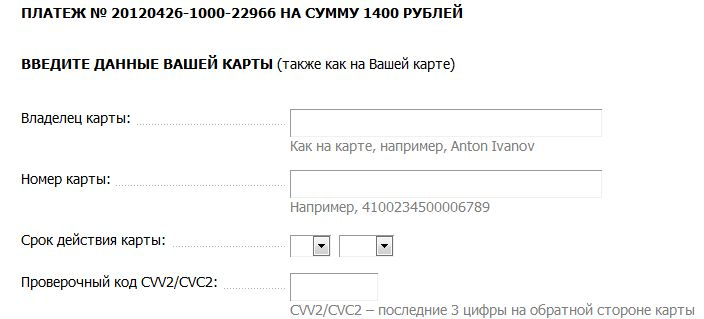 ПЛАТЕЖ № 20120426-1000-22966 НА СУММУ 1400 РУБЛЕЙ
ВВЕДИТЕ ДАННЫЕ ВАШЕЙ КАРТЫ (также как на Вашей карте)
Владелец карты:
Как на карте, например, Anton Ivanov
Номер карты:
Например, 4100234500006789
Срок действия карты:
Проверочный код CVV2/CVC2:
CVV2/CVC2 – последние 3 цифры на обратной стороне карты